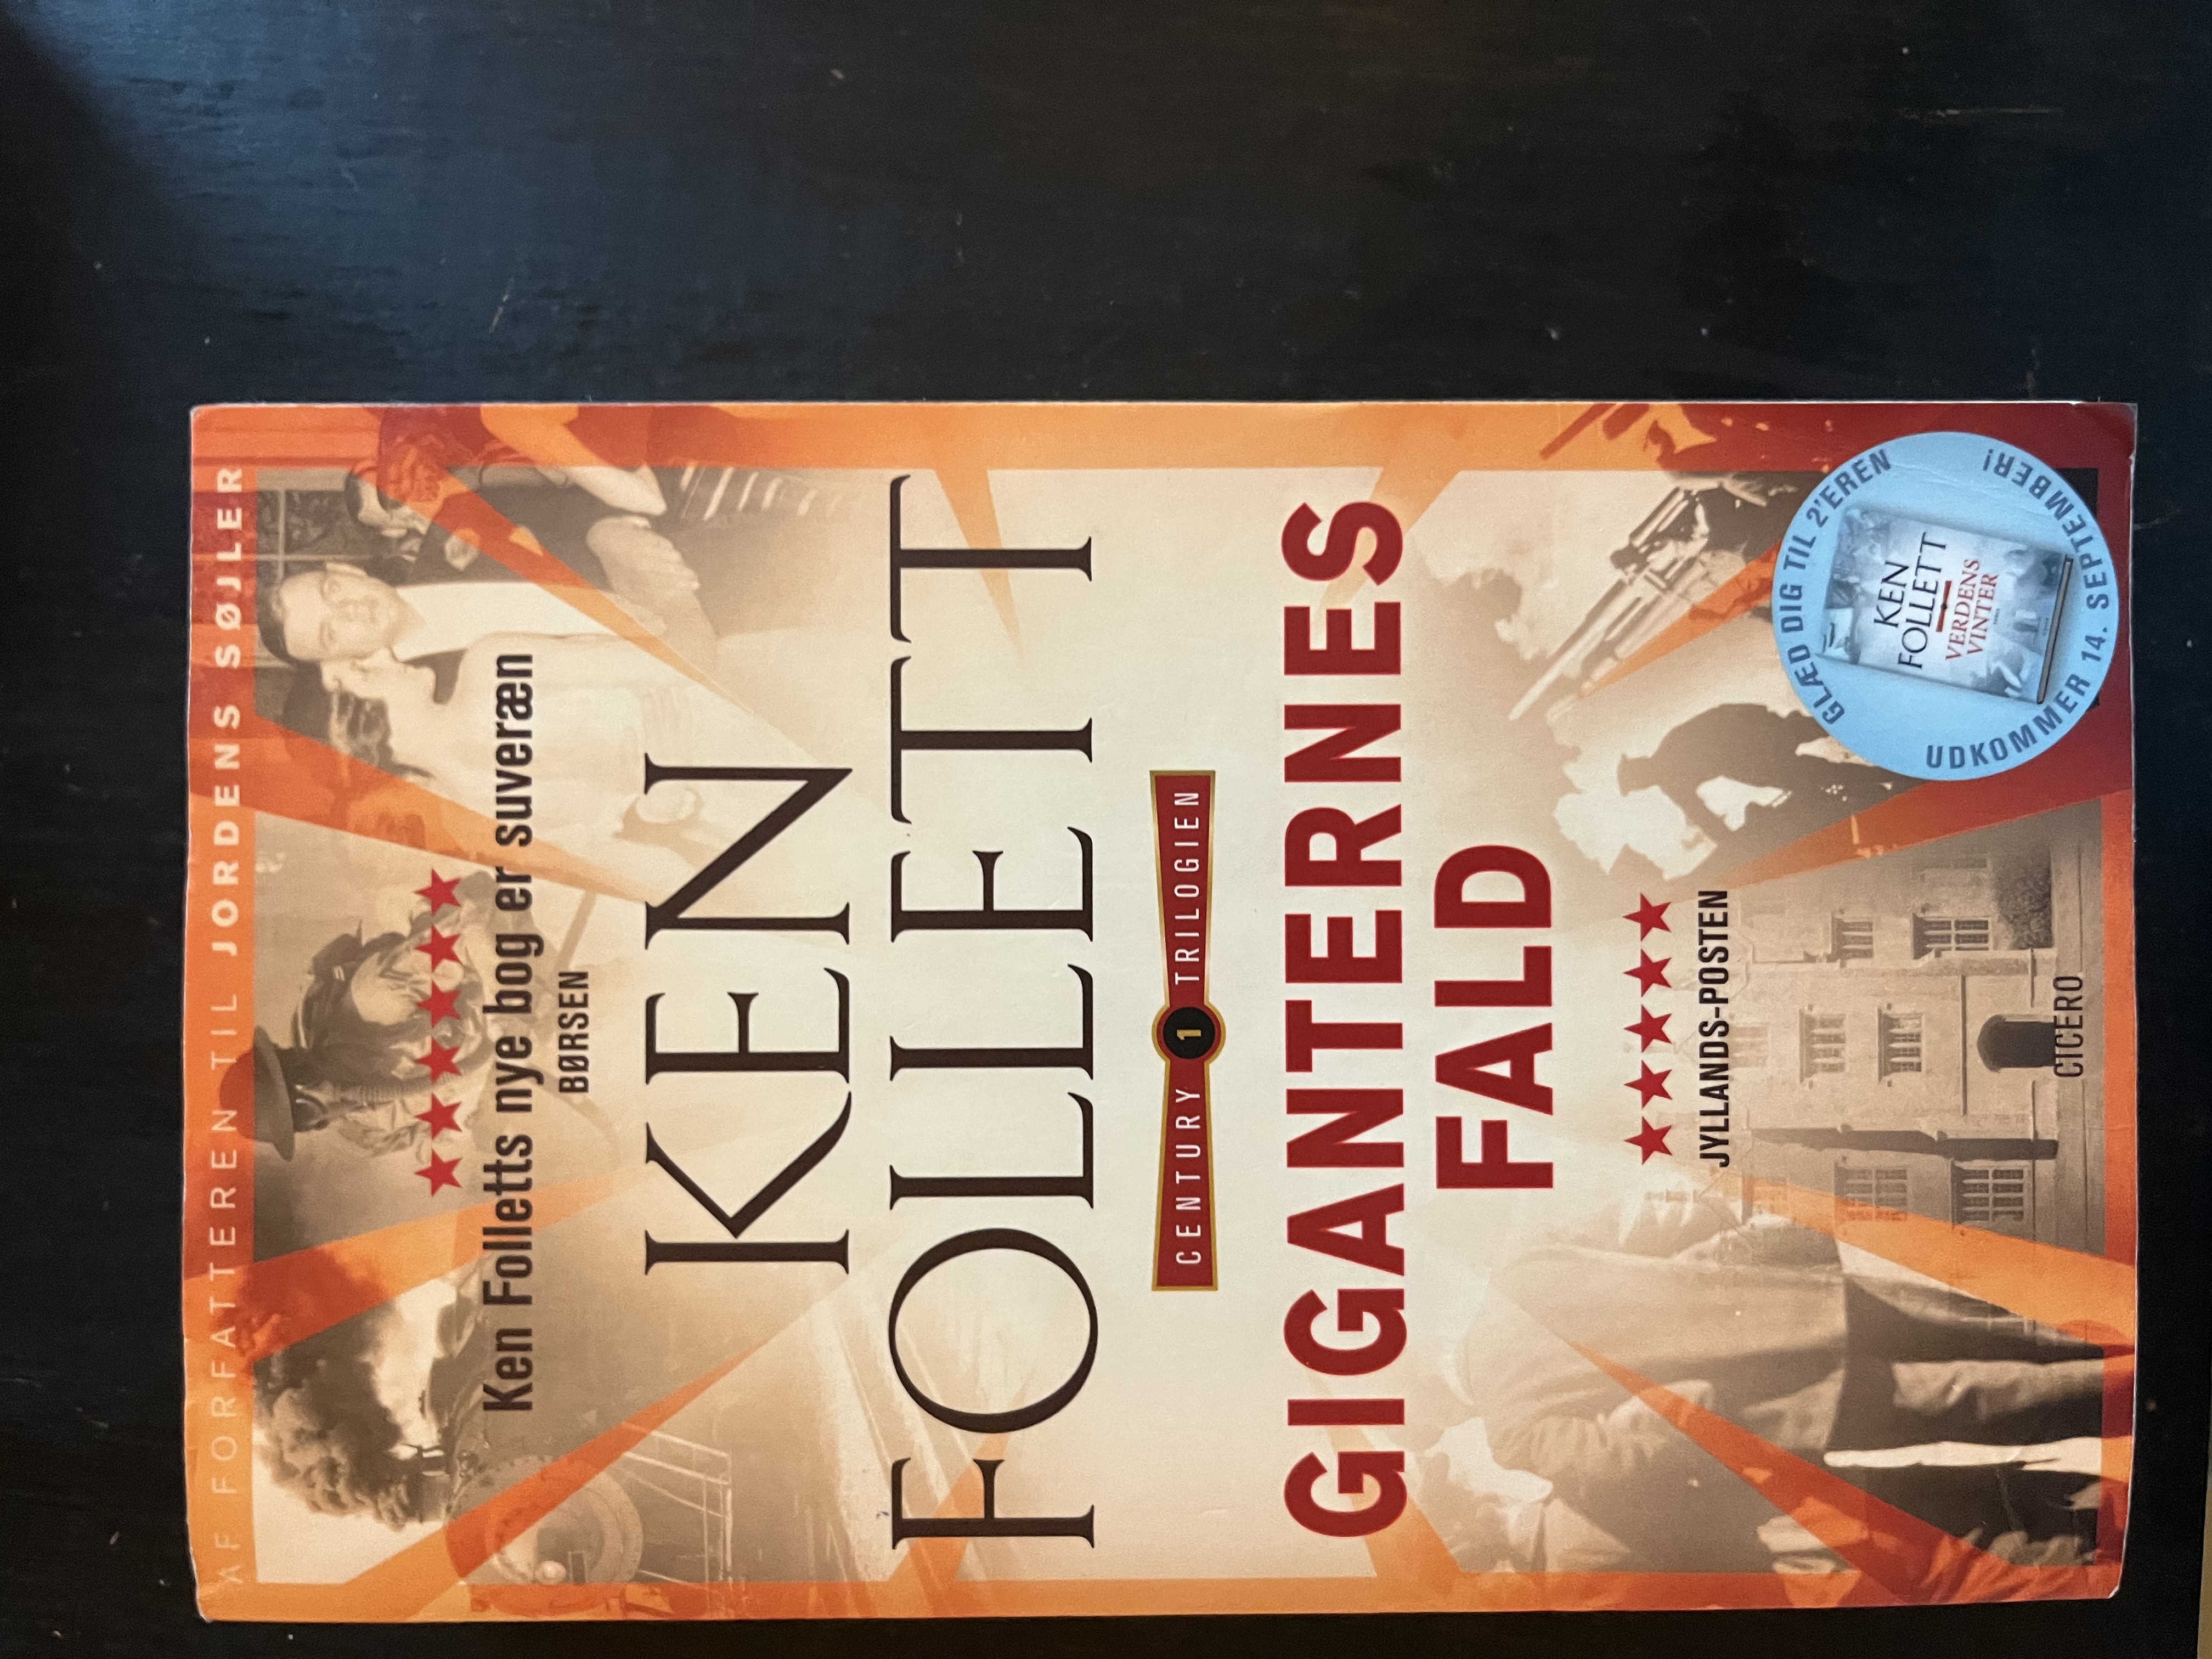 AF FORFATTEREN TIL JORDENS SØJLER
Ken Folletts nye bog er suveræn
BØRSEN
KEN
FOLLETT
CENTURY 1 TRILOGIEN
GIGANTERNES
FALD
JYLLANDS-POSTEN
CICERO
GLÆD DIG TIL 2'EREN
KEN
FOLLETT
VERDENS
VINTER
UDKOMMER 14. SEPTEMBER!